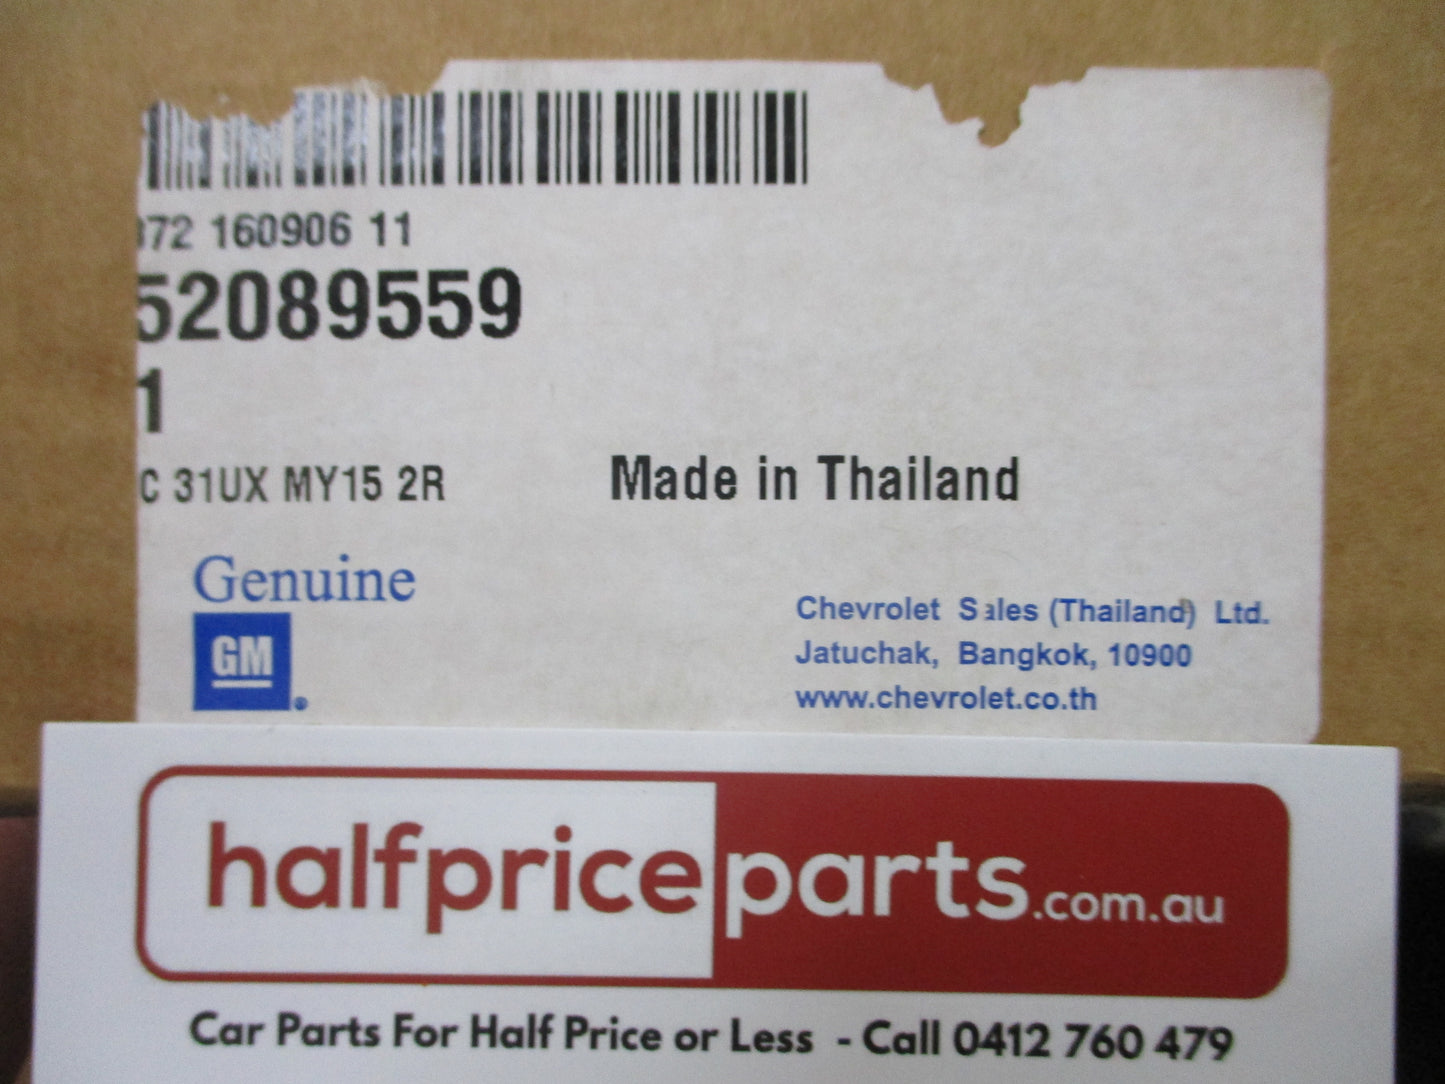 72 160906 11
52089559
1
C 31UX MY15 2R
Made in Thailand
Genuine
GM
Chevrolet Sales (Thailand) Ltd.
Jatuchak, Bangkok, 10900
www.chevrolet.co.th
halfpriceparts.com.au
Car Parts For Half Price or Less - Call 0412 760 479